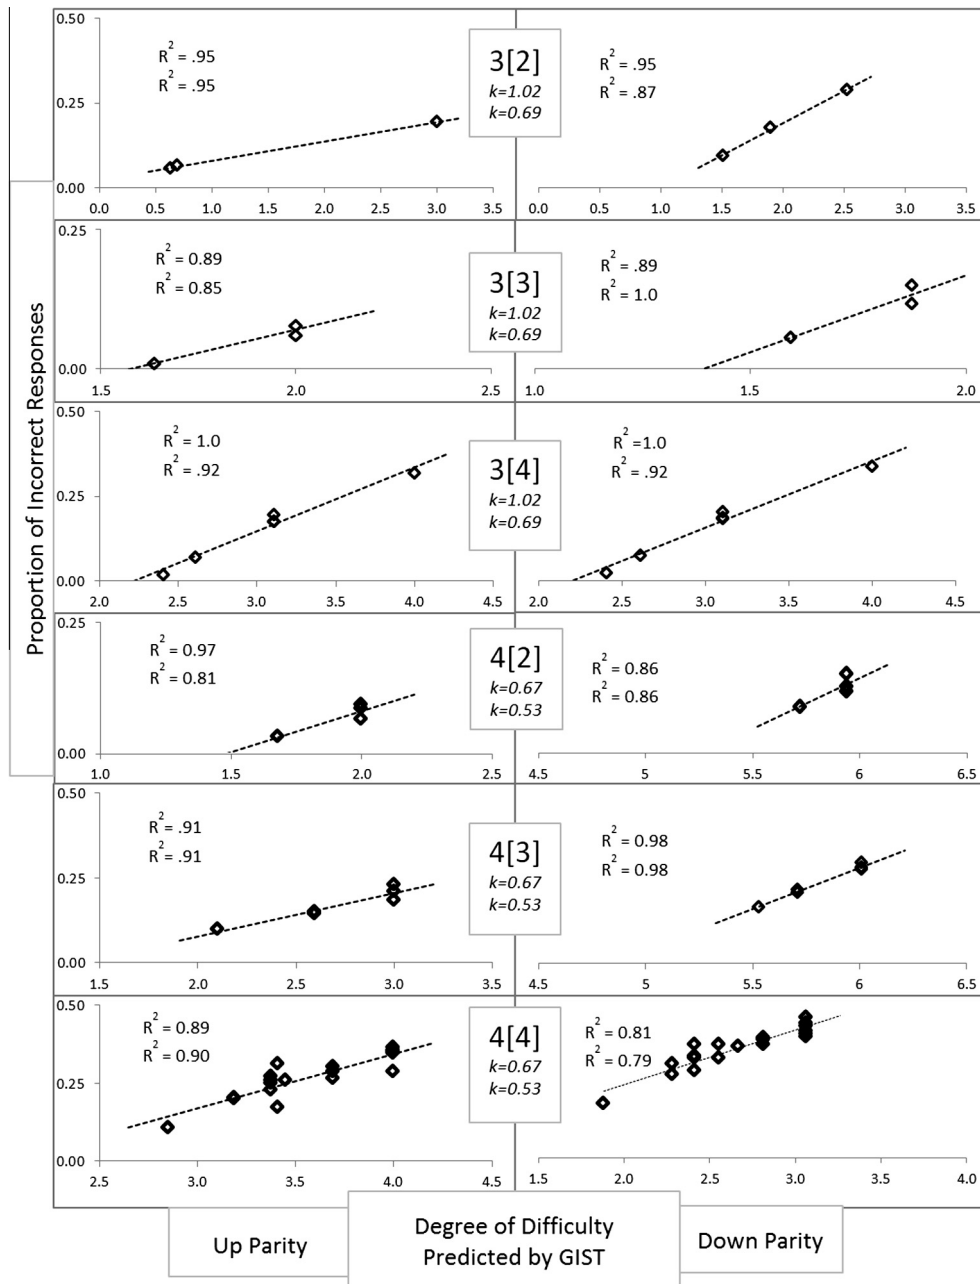 Proportion of Incorrect Responses
0.50
0.25
0.00
R² = .95
R² = .95
0.0 0.5 1.0 1.5 2.0 2.5 3.0 3.5
3[2]
k=1.02
k=0.69
R² = .95
R² = .87
0.0 0.5 1.0 1.5 2.0 2.5 3.0 3.5
0.25
0.00
R² = 0.89
R² = 0.85
1.5 2.0 2.5
3[3]
k=1.02
k=0.69
R² = .89
R² = 1.0
1.0 1.5 2.0
0.50
0.25
0.00
R² = 1.0
R² = .92
2.0 2.5 3.0 3.5 4.0 4.5
3[4]
k=1.02
k=0.69
R² =1.0
R² = .92
2.0 2.5 3.0 3.5 4.0 4.5
0.25
0.00
R² = 0.97
R² = 0.81
1.0 1.5 2.0 2.5
4[2]
k=0.67
k=0.53
R² = 0.86
R² = 0.86
4.5 5 5.5 6 6.5
0.50
0.25
0.00
R² = .91
R² = .91
1.5 2.0 2.5 3.0 3.5
4[3]
k=0.67
k=0.53
R² = 0.98
R² = 0.98
4.5 5 5.5 6 6.5
0.50
0.25
0.00
R² = 0.89
R² = 0.90
2.5 3.0 3.5 4.0 4.5
4[4]
k=0.67
k=0.53
R² = 0.81
R² = 0.79
1.5 2.0 2.5 3.0 3.5 4.0
Up Parity
Degree of Difficulty
Predicted by GIST
Down Parity